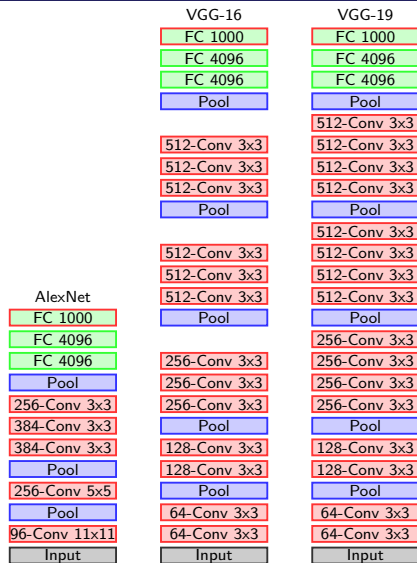 AlexNet
FC 1000
FC 4096
FC 4096
Pool
256-Conv 3x3
384-Conv 3x3
384-Conv 3x3
Pool
256-Conv 5x5
Pool
96-Conv 11x11
Input
VGG-16
FC 1000
FC 4096
FC 4096
Pool
512-Conv 3x3
512-Conv 3x3
512-Conv 3x3
Pool
512-Conv 3x3
512-Conv 3x3
512-Conv 3x3
Pool
256-Conv 3x3
256-Conv 3x3
256-Conv 3x3
Pool
128-Conv 3x3
128-Conv 3x3
Pool
64-Conv 3x3
64-Conv 3x3
Input
VGG-19
FC 1000
FC 4096
FC 4096
Pool
512-Conv 3x3
512-Conv 3x3
512-Conv 3x3
512-Conv 3x3
Pool
512-Conv 3x3
512-Conv 3x3
512-Conv 3x3
512-Conv 3x3
Pool
256-Conv 3x3
256-Conv 3x3
256-Conv 3x3
256-Conv 3x3
Pool
128-Conv 3x3
128-Conv 3x3
Pool
64-Conv 3x3
64-Conv 3x3
Input